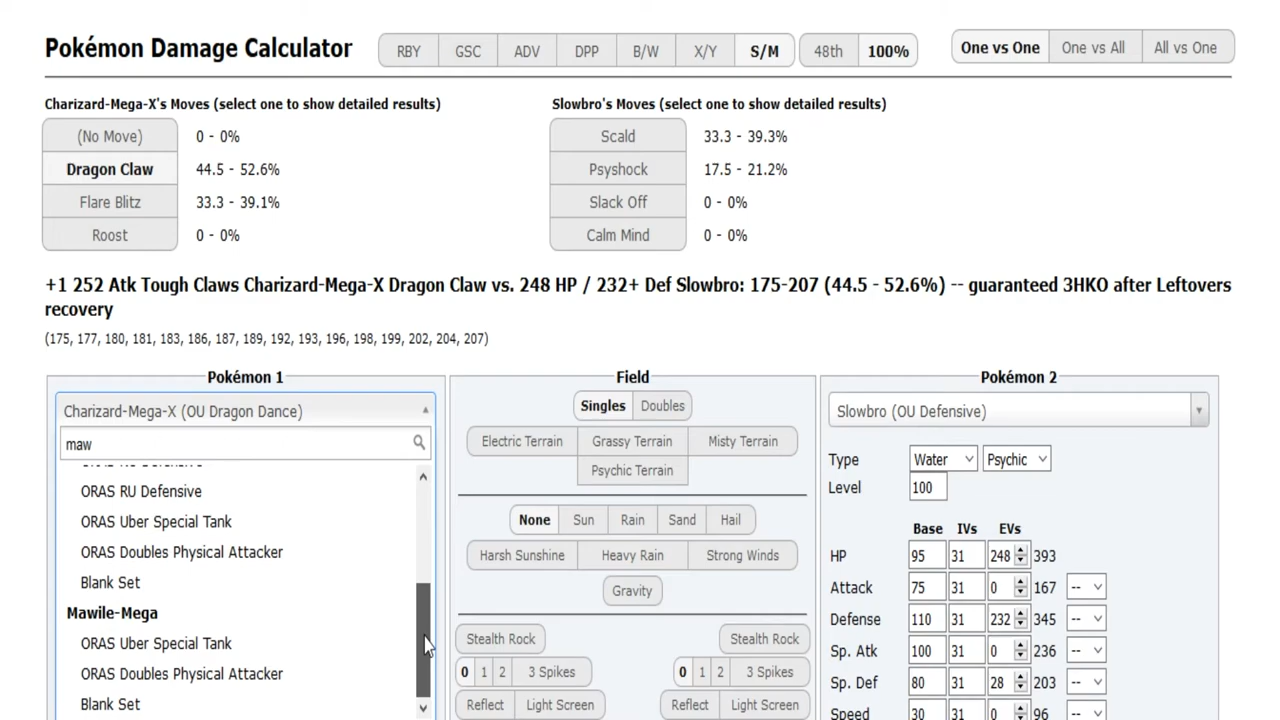 Pokémon Damage Calculator
RBY GSC ADV DPP B/W X/Y S/M 48th 100% One vs One One vs All All vs One
Charizard-Mega-X's Moves (select one to show detailed results)
(No Move) 0 - 0%
Dragon Claw 44.5 - 52.6%
Flare Blitz 33.3 - 39.1%
Roost 0 - 0%
Slowbro's Moves (select one to show detailed results)
Scald 33.3 - 39.3%
Psyshock 17.5 - 21.2%
Slack Off 0 - 0%
Calm Mind 0 - 0%
+1 252 Atk Tough Claws Charizard-Mega-X Dragon Claw vs. 248 HP / 232+ Def Slowbro: 175-207 (44.5 - 52.6%) -- guaranteed 3HKO after Leftovers
recovery
(175, 177, 180, 181, 183, 186, 187, 189, 192, 193, 196, 198, 199, 202, 204, 207)
Pokémon 1
Charizard-Mega-X (OU Dragon Dance)
maw
ORAS RU Defensive
ORAS Uber Special Tank
ORAS Doubles Physical Attacker
Blank Set
Mawile-Mega
ORAS Uber Special Tank
ORAS Doubles Physical Attacker
Blank Set
Field
Singles Doubles
Electric Terrain Grassy Terrain Misty Terrain
Psychic Terrain
None Sun Rain Sand Hail
Harsh Sunshine Heavy Rain Strong Winds
Gravity
Stealth Rock Stealth Rock
0 1 2 3 Spikes 0 1 2 3 Spikes
Reflect Light Screen Reflect Light Screen
Pokémon 2
Slowbro (OU Defensive)
Type Water Psychic
Level 100
Base IVs EVs
HP 95 31 248 393
Attack 75 31 0 167 --
Defense 110 31 232 345 --
Sp. Atk 100 31 0 236 --
Sp. Def 80 31 28 203 --
Speed 30 31 0 96 --